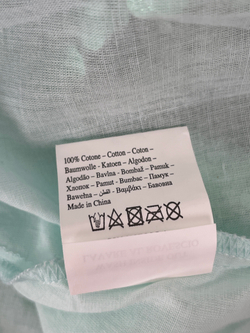 100% Cotone – Cotton – Coton –
Baumwolle – Katoen – Algodon –
Algodão – Bavlna – Bombaž – Pamuk –
Хлопок – Pamut – Bumbac – Памук –
Bawełna – القطن – Βαμβάκι – Бавовна
Made in China